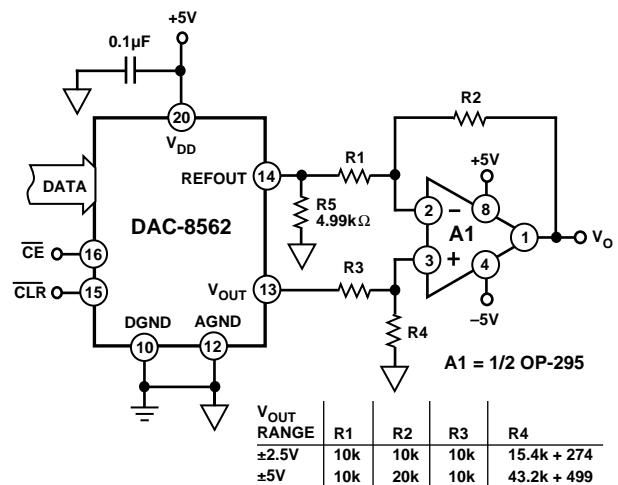 +5V
0.1µF
20
VDD
DATA
REFOUT
14
R1
R2
+5V
R5
4.99kΩ
DAC-8562
2
–
8
A1
1
VO
CE
16
3
+
4
R3
VOUT
13
CLR
15
–5V
R4
DGND
AGND
10
12
A1 = 1/2 OP-295
VOUT
RANGE R1 R2 R3 R4
±2.5V 10k 10k 10k 15.4k + 274
±5V 10k 20k 10k 43.2k + 499